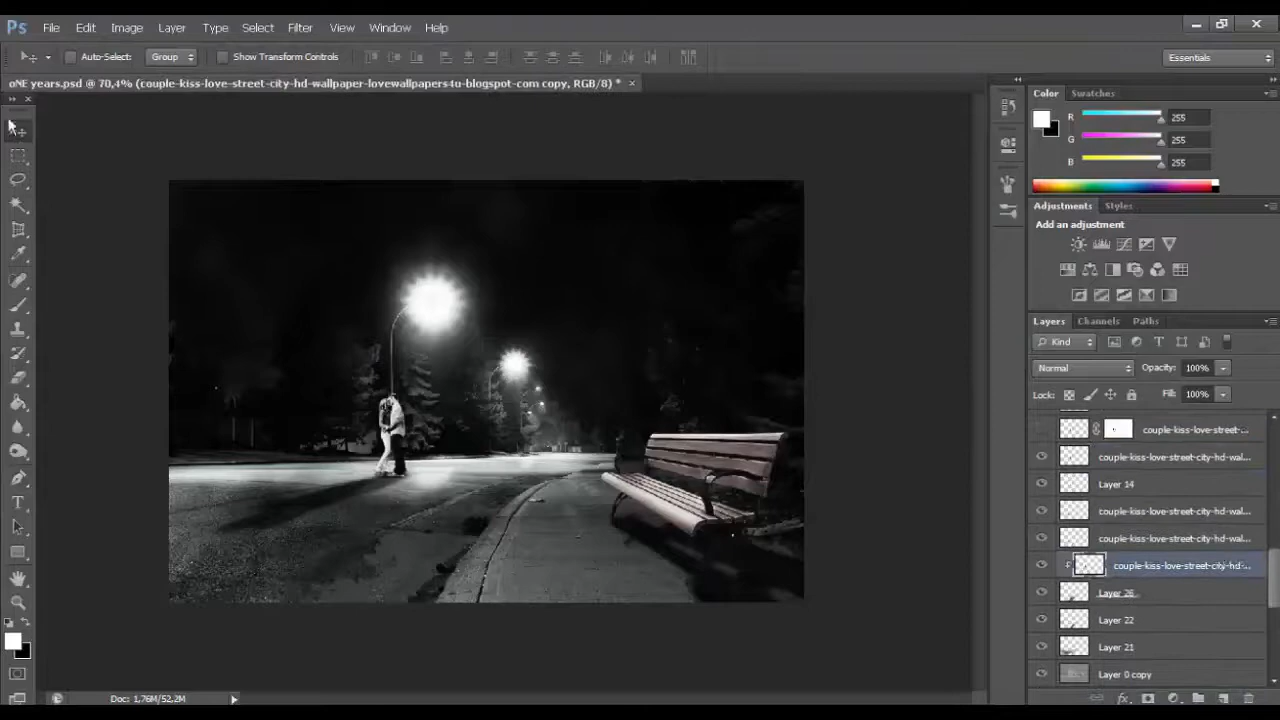 Ps File Edit Image Layer Type Select Filter View Window Help
Auto-Select: Group Show Transform Controls Essentials
oNE years.psd @ 70,4% (couple-kiss-love-street-city-hd-wallpaper-lovewallpapers4u-blogspot-com copy, RGB/8) *
Color Swatches
R 255
G 255
B 255
Adjustments Styles
Add an adjustment
Layers Channels Paths
Kind
Normal Opacity: 100%
Lock: Fill: 100%
couple-kiss-love-street-...
couple-kiss-love-street-city-hd-wal...
Layer 14
couple-kiss-love-street-city-hd-wal...
couple-kiss-love-street-city-hd-wal...
couple-kiss-love-street-city-hd-...
Layer 26
Layer 22
Layer 21
Layer 0 copy
Doc: 1,76M/52,2M